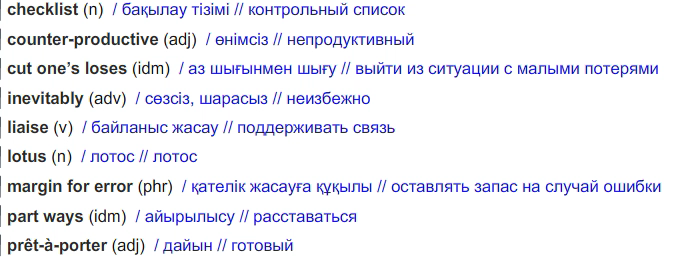 checklist (n) / бақылау тізімі // контрольный список
counter-productive (adj) / өнімсіз // непродуктивный
cut one’s loses (idm) / аз шығынмен шығу // выйти из ситуации с малыми потерями
inevitably (adv) / сөзсіз, шарасыз // неизбежно
liaise (v) / байланыс жасау // поддерживать связь
lotus (n) / лотос // лотос
margin for error (phr) / қателік жасауға құқылы // оставлять запас на случай ошибки
part ways (idm) / айырылысу // расставаться
prêt-à-porter (adj) / дайын // готовый